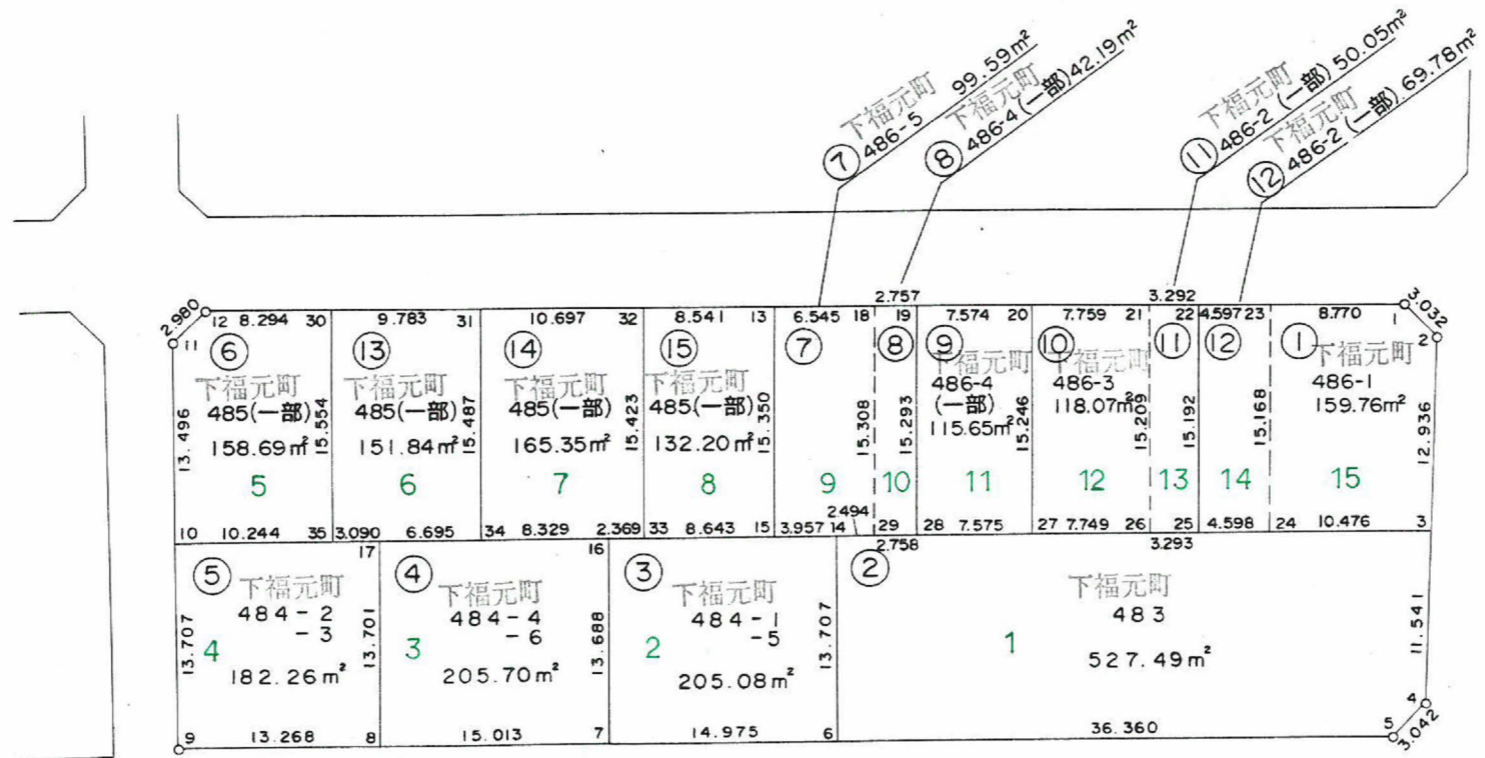 下福元町
⑦ 486-5 99.59m²
下福元町
⑧ 486-4(一部)42.19m²
下福元町
⑪ 486-2(一部)50.05m²
下福元町
⑫ 486-2(一部)69.78m²
2.757
3.292
2.980
12 8.294 30
9.783 31
10.697 32
8.541 13
6.545 18
19 7.574 20
7.759 21
22 4.597 23
8.770 1
3.032
2
11
⑥
下福元町
485(一部)
158.69m²
5
13.496
15.554
⑬
下福元町
485(一部)
151.84m²
6
15.487
⑭
下福元町
485(一部)
165.35m²
7
15.423
⑮
下福元町
485(一部)
132.20m²
8
15.350
⑦
9
15.308
⑧
10
15.293
⑨
下福元町
486-4
(一部)
115.65m²
11
15.246
⑩
下福元町
486-3
118.07m²
12
15.209
⑪
13
15.192
⑫
14
15.168
①
下福元町
486-1
159.76m²
15
12.936
2.494
10 10.244 35
3.090 6.695
34 8.329 2.369
33 8.643 15
3.957 14
29
28 7.575
27 7.749 26
25 4.598
24 10.476 3
17
16
2.758
3.293
⑤
下福元町
484-2
-3
4
182.26m²
13.707
13.701
④
下福元町
484-4
-6
3
205.70m²
13.688
③
下福元町
484-1
-5
2
205.08m²
13.707
②
下福元町
483
1
527.49m²
11.541
4
3.042
5
9 13.268 8
15.013 7
14.975 6
36.360